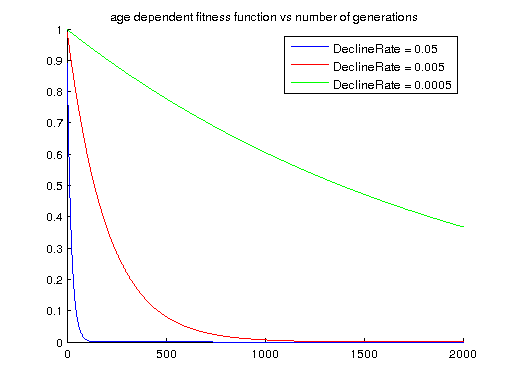 age dependent fitness function vs number of generations
DeclineRate = 0.05
DeclineRate = 0.005
DeclineRate = 0.0005
1
0.9
0.8
0.7
0.6
0.5
0.4
0.3
0.2
0.1
0
0 500 1000 1500 2000